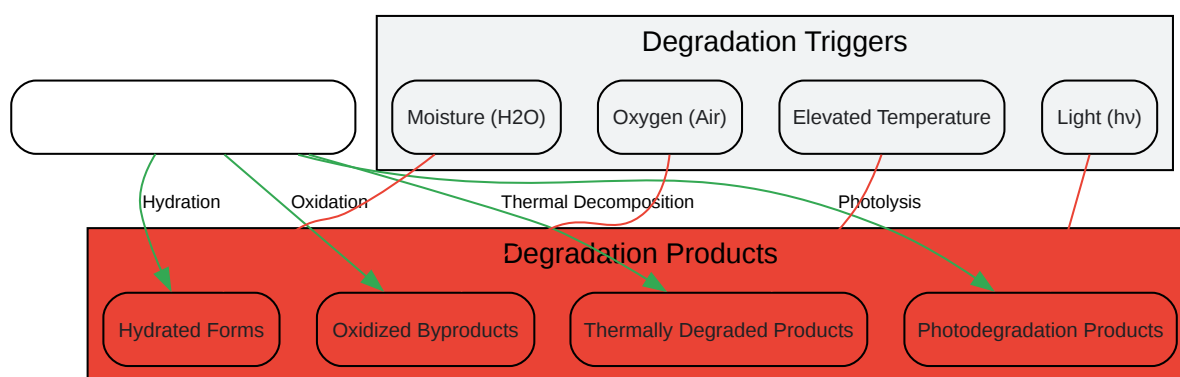 Degradation Triggers
Moisture (H2O)
Oxygen (Air)
Elevated Temperature
Light (hν)
Hydration
Oxidation
Thermal Decomposition
Photolysis
Degradation Products
Hydrated Forms
Oxidized Byproducts
Thermally Degraded Products
Photodegradation Products